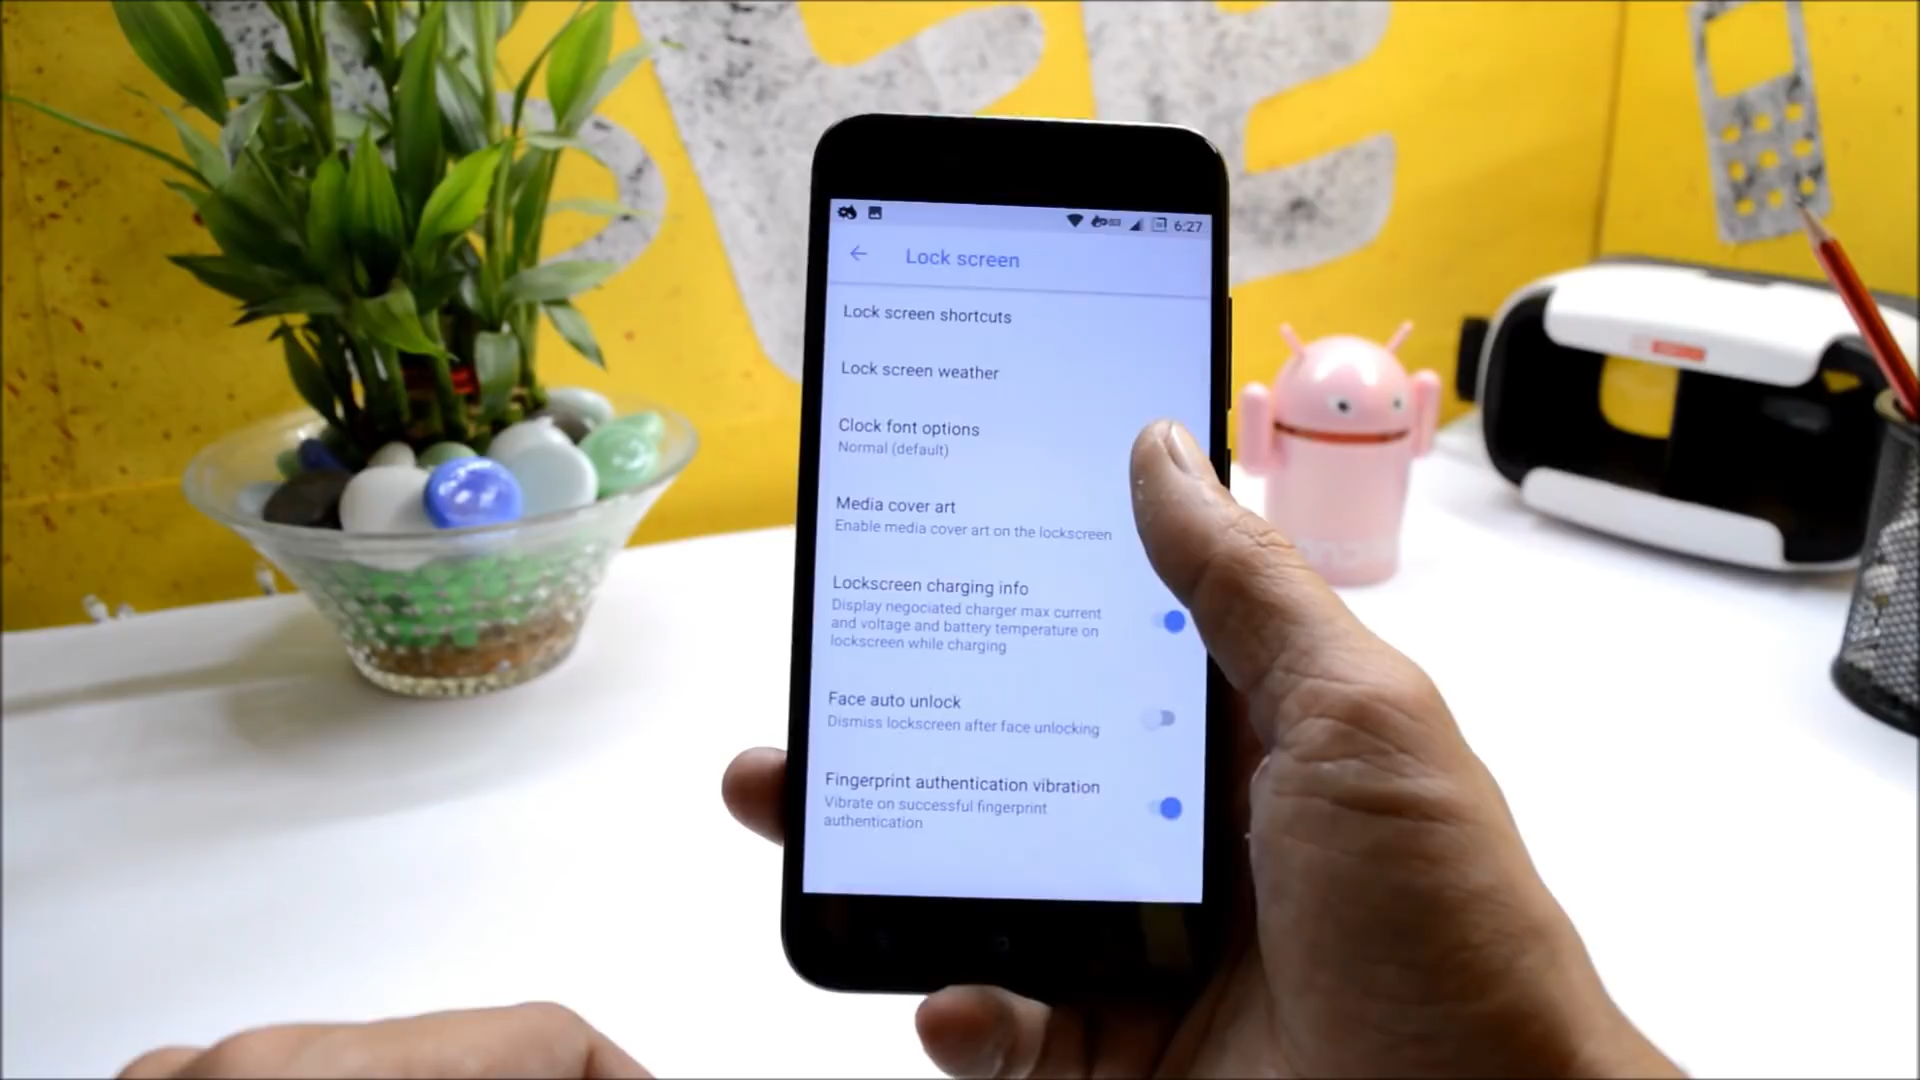 6:27
Lock screen
Lock screen shortcuts
Lock screen weather
Clock font options
Normal (default)
Media cover art
Enable media cover art on the lockscreen
Lockscreen charging info
Display negociated charger max current
and voltage and battery temperature on
lockscreen while charging
Face auto unlock
Dismiss lockscreen after face unlocking
Fingerprint authentication vibration
Vibrate on successful fingerprint
authentication